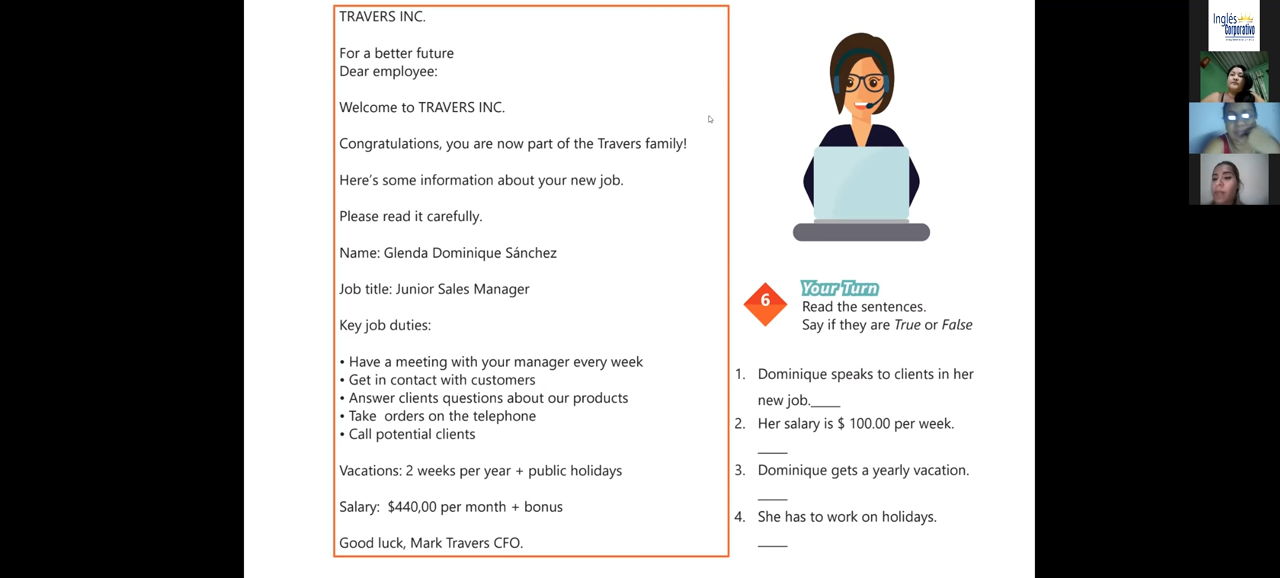 TRAVERS INC.
For a better future
Dear employee:
Welcome to TRAVERS INC.
Congratulations, you are now part of the Travers family!
Here's some information about your new job.
Please read it carefully.
Name: Glenda Dominique Sánchez
Job title: Junior Sales Manager
Key job duties:
• Have a meeting with your manager every week
• Get in contact with customers
• Answer clients questions about our products
• Take orders on the telephone
• Call potential clients
Vacations: 2 weeks per year + public holidays
Salary: $440,00 per month + bonus
Good luck, Mark Travers CFO.
6
Your Turn
Read the sentences.
Say if they are True or False
1. Dominique speaks to clients in her
new job.____
2. Her salary is $ 100.00 per week.
____
3. Dominique gets a yearly vacation.
____
4. She has to work on holidays.
____
Inglés
Corporativo